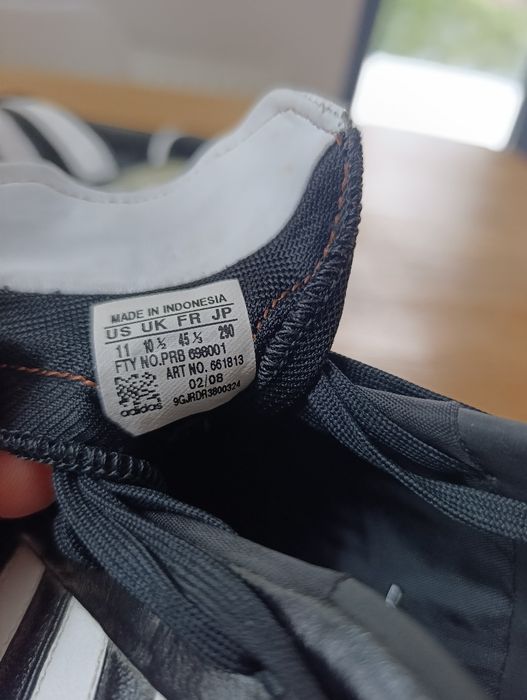 MADE IN INDONESIA
US UK FR JP
11 10 ½ 45 ⅓ 290
FTY NO.PRB 698001
ART NO. 661813
02/08
adidas
9GJRDR3800324